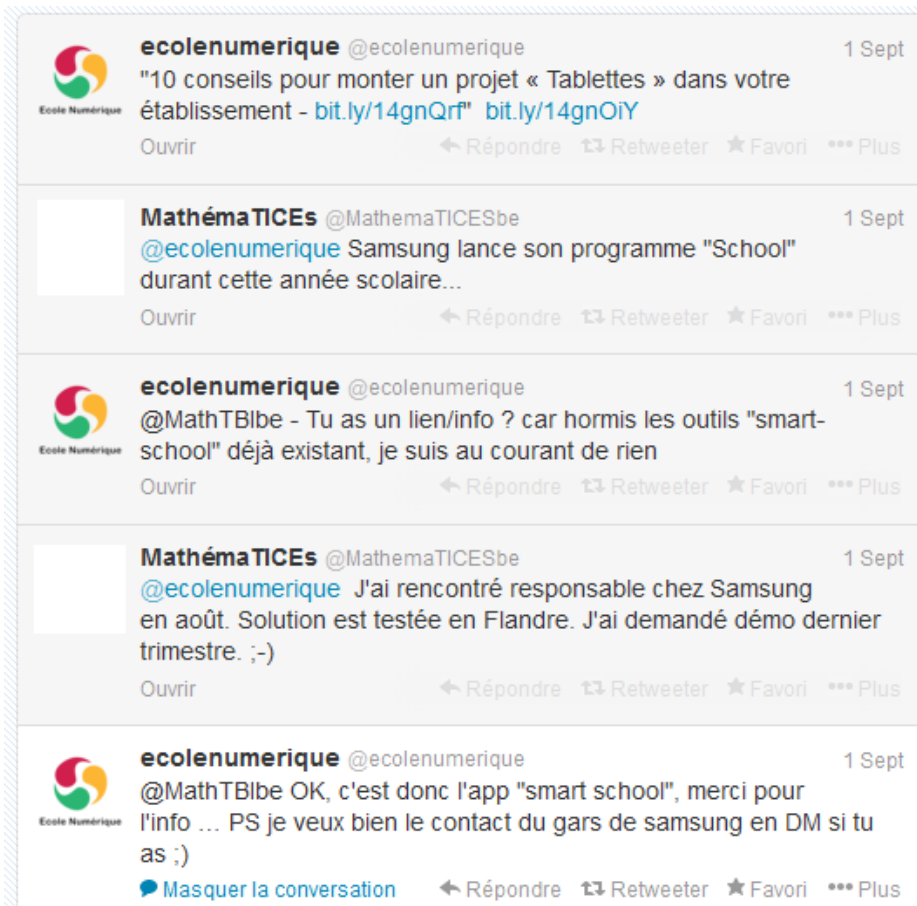 ecolenumerique @ecolenumerique 1 Sept
"10 conseils pour monter un projet « Tablettes » dans votre
établissement - bit.ly/14gnQrf" bit.ly/14gnOiY
Ecole Numérique
Ouvrir Répondre Retweeter Favori Plus
MathémaTICEs @MathemaTICESbe 1 Sept
@ecolenumerique Samsung lance son programme "School"
durant cette année scolaire...
Ouvrir Répondre Retweeter Favori Plus
ecolenumerique @ecolenumerique 1 Sept
@MathTBIbe - Tu as un lien/info ? car hormis les outils "smart-
school" déjà existant, je suis au courant de rien
Ecole Numérique
Ouvrir Répondre Retweeter Favori Plus
MathémaTICEs @MathemaTICESbe 1 Sept
@ecolenumerique J'ai rencontré responsable chez Samsung
en août. Solution est testée en Flandre. J'ai demandé démo dernier
trimestre. ;-)
Ouvrir Répondre Retweeter Favori Plus
ecolenumerique @ecolenumerique 1 Sept
@MathTBIbe OK, c'est donc l'app "smart school", merci pour
l'info ... PS je veux bien le contact du gars de samsung en DM si tu
as ;)
Ecole Numérique
Masquer la conversation Répondre Retweeter Favori Plus